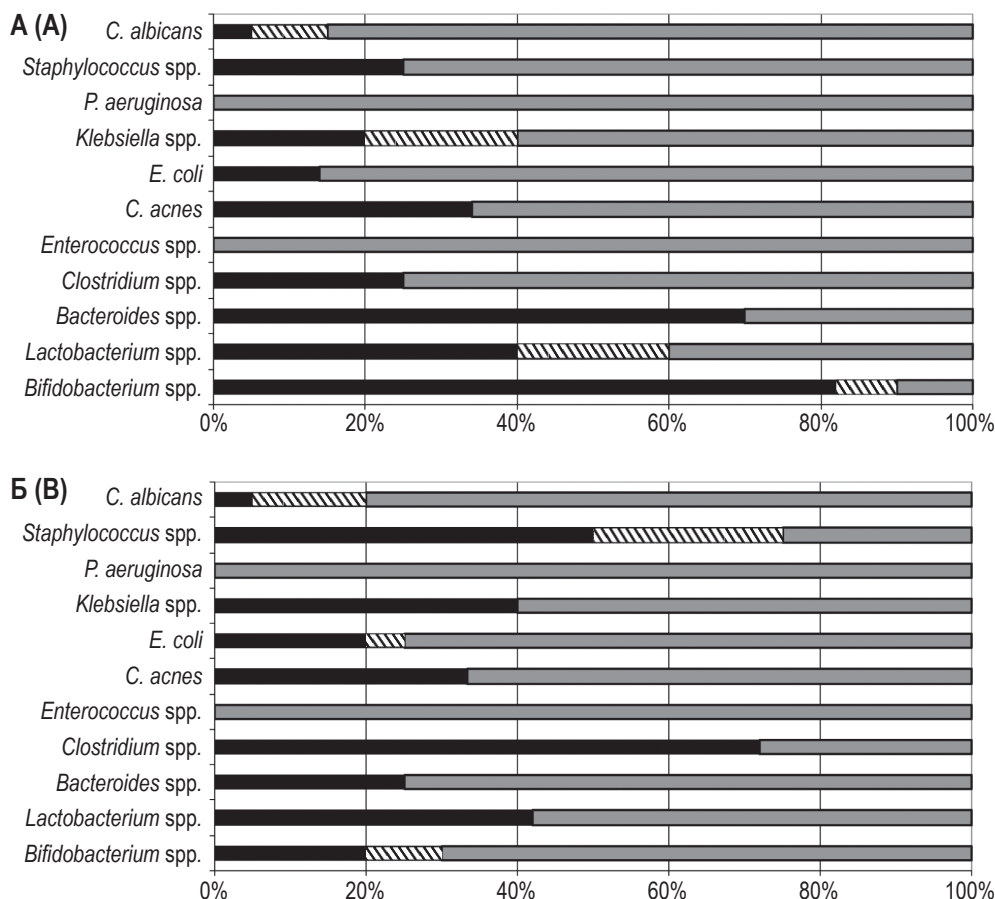 А (A)
C. albicans
Staphylococcus spp.
P. aeruginosa
Klebsiella spp.
E. coli
C. acnes
Enterococcus spp.
Clostridium spp.
Bacteroides spp.
Lactobacterium spp.
Bifidobacterium spp.
0% 20% 40% 60% 80% 100%
Б (B)
C. albicans
Staphylococcus spp.
P. aeruginosa
Klebsiella spp.
E. coli
C. acnes
Enterococcus spp.
Clostridium spp.
Bacteroides spp.
Lactobacterium spp.
Bifidobacterium spp.
0% 20% 40% 60% 80% 100%